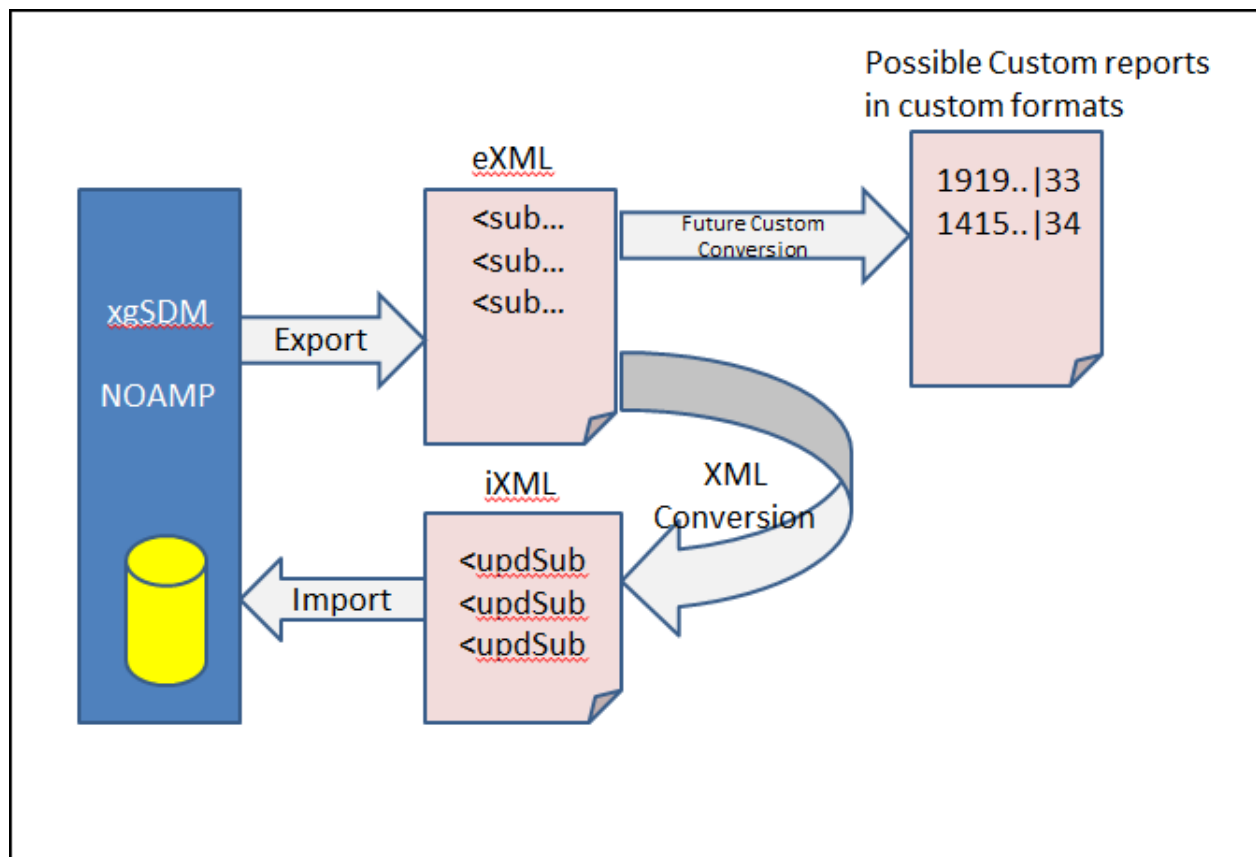 Possible Custom reports
in custom formats
eXML
<sub...
<sub...
<sub...
Future Custom
Conversion
1919..|33
1415..|34
xgSDM
NOAMP
Export
XML
Conversion
iXML
<updSub
<updSub
<updSub
Import